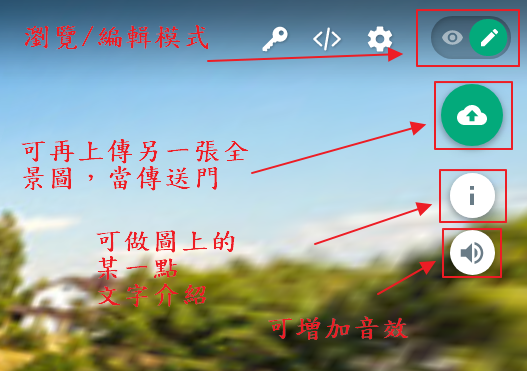 瀏覽/編輯模式
可再上傳另一張全
景圖，當傳送門
可做圖上的
某一點
文字介紹
可增加音效